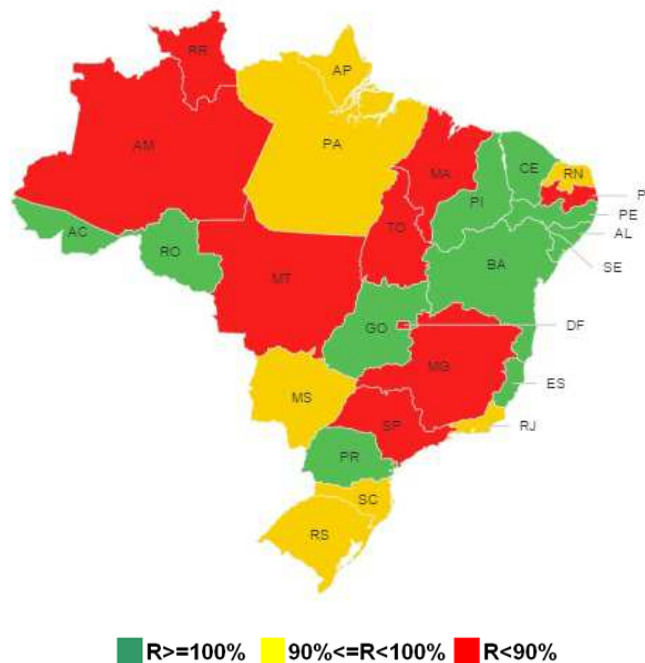 RR
AP
AM
PA
MA
CE
RN
P
PI
PE
AC
TO
AL
RO
BA
SE
MT
GO
DF
MG
ES
MS
SP
RJ
PR
SC
RS
R>=100% 90%<=R<100% R<90%